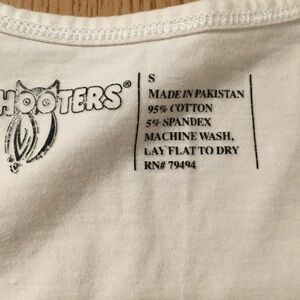 HOOTERS®
S
MADE IN PAKISTAN
95% COTTON
5% SPANDEX
MACHINE WASH,
LAY FLAT TO DRY
RN# 79494